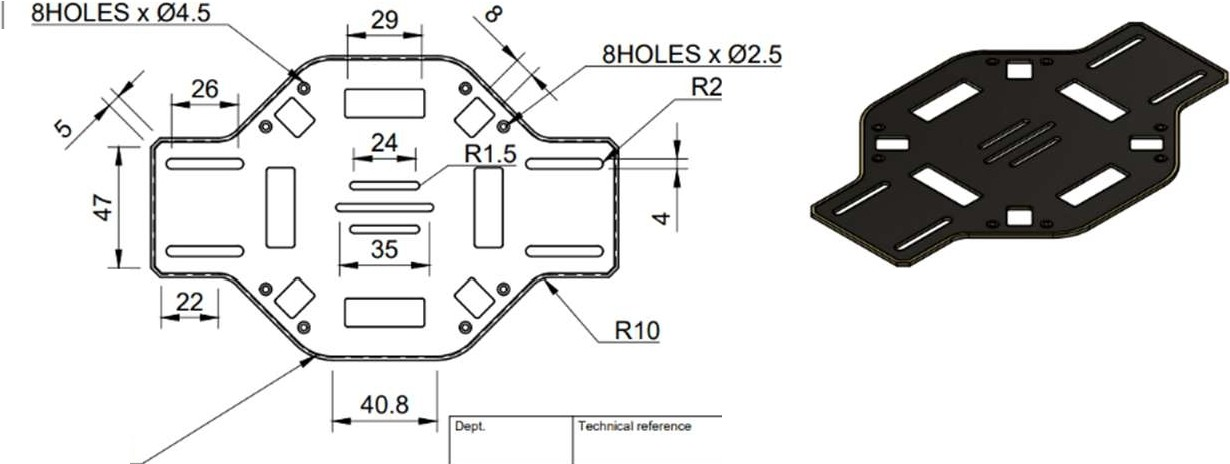 8HOLES x Ø4.5
29
8
8HOLES x Ø2.5
R2
26
5
24
R1.5
47
4
35
22
R10
40.8
Dept.
Technical reference